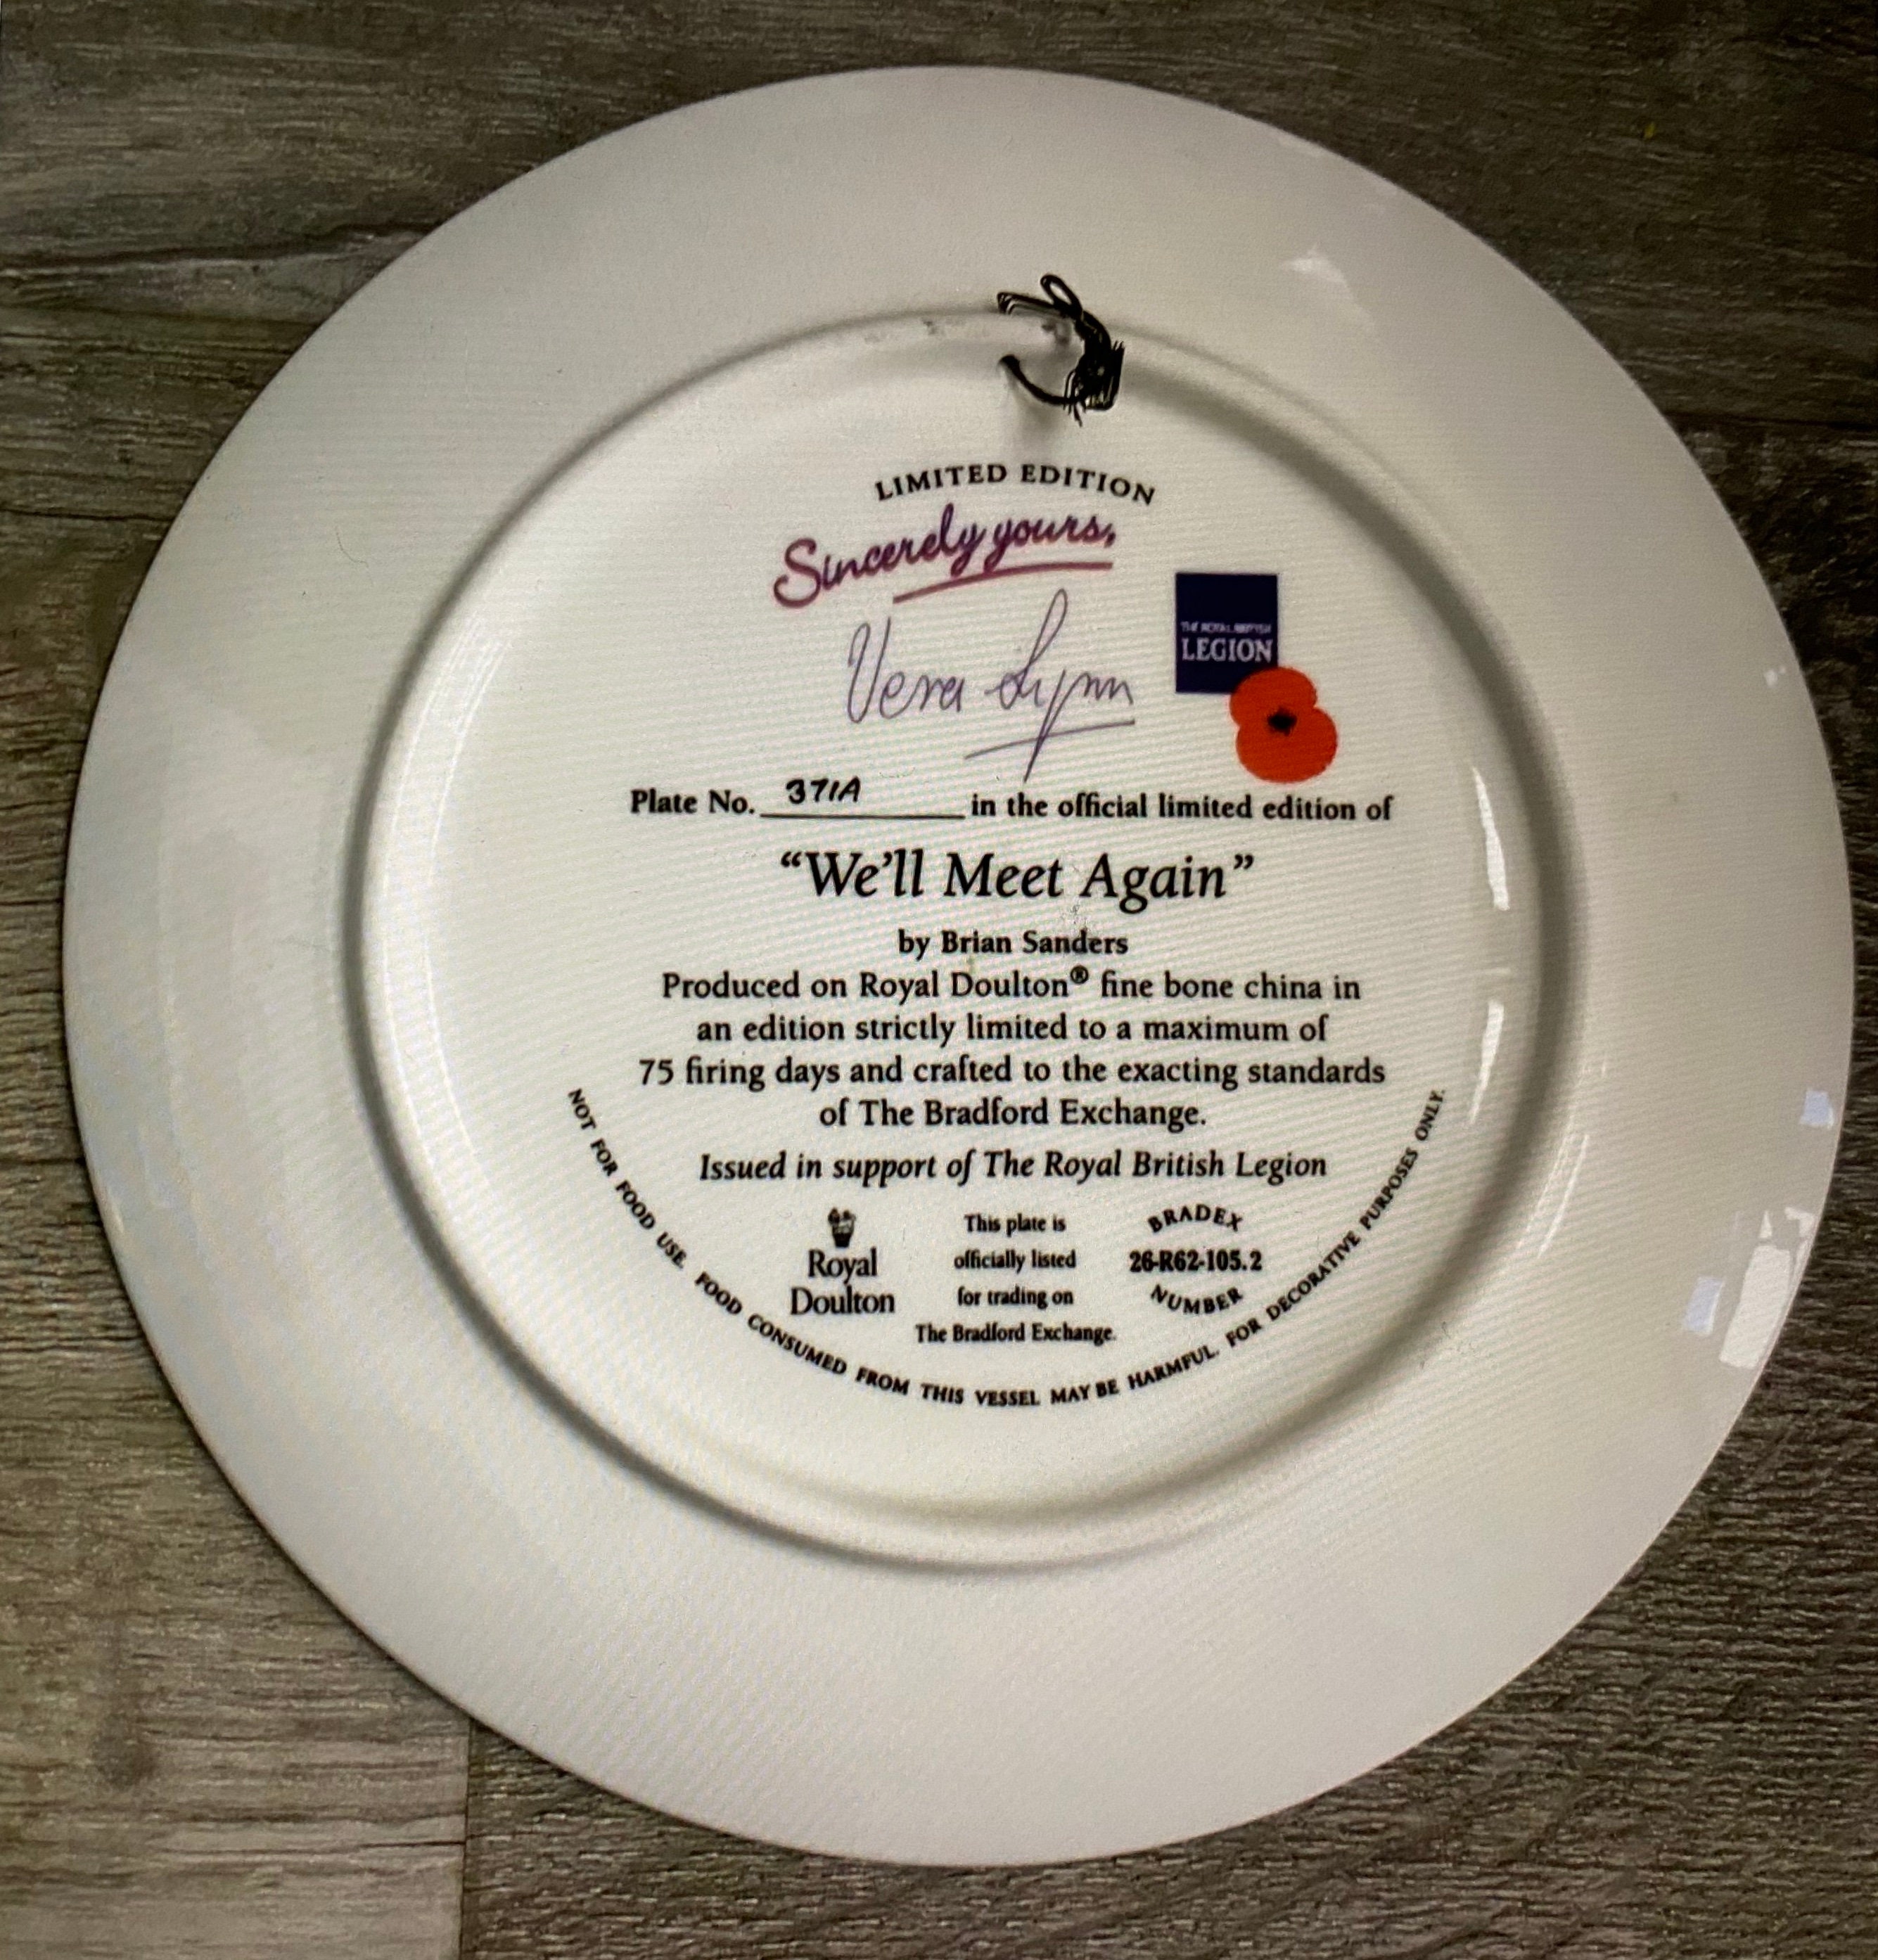 LIMITED EDITION
Sincerely yours,
Vera Lynn
THE ROYAL BRITISH
LEGION
Plate No. 371A in the official limited edition of
“We’ll Meet Again”
by Brian Sanders
Produced on Royal Doulton® fine bone china in
an edition strictly limited to a maximum of
75 firing days and crafted to the exacting standards
of The Bradford Exchange.
Issued in support of The Royal British Legion
Royal
Doulton
This plate is
officially listed
for trading on
The Bradford Exchange.
BRADEX
26-R62-105.2
NUMBER
NOT FOR FOOD USE. FOOD CONSUMED FROM THIS VESSEL MAY BE HARMFUL. FOR DECORATIVE PURPOSES ONLY.